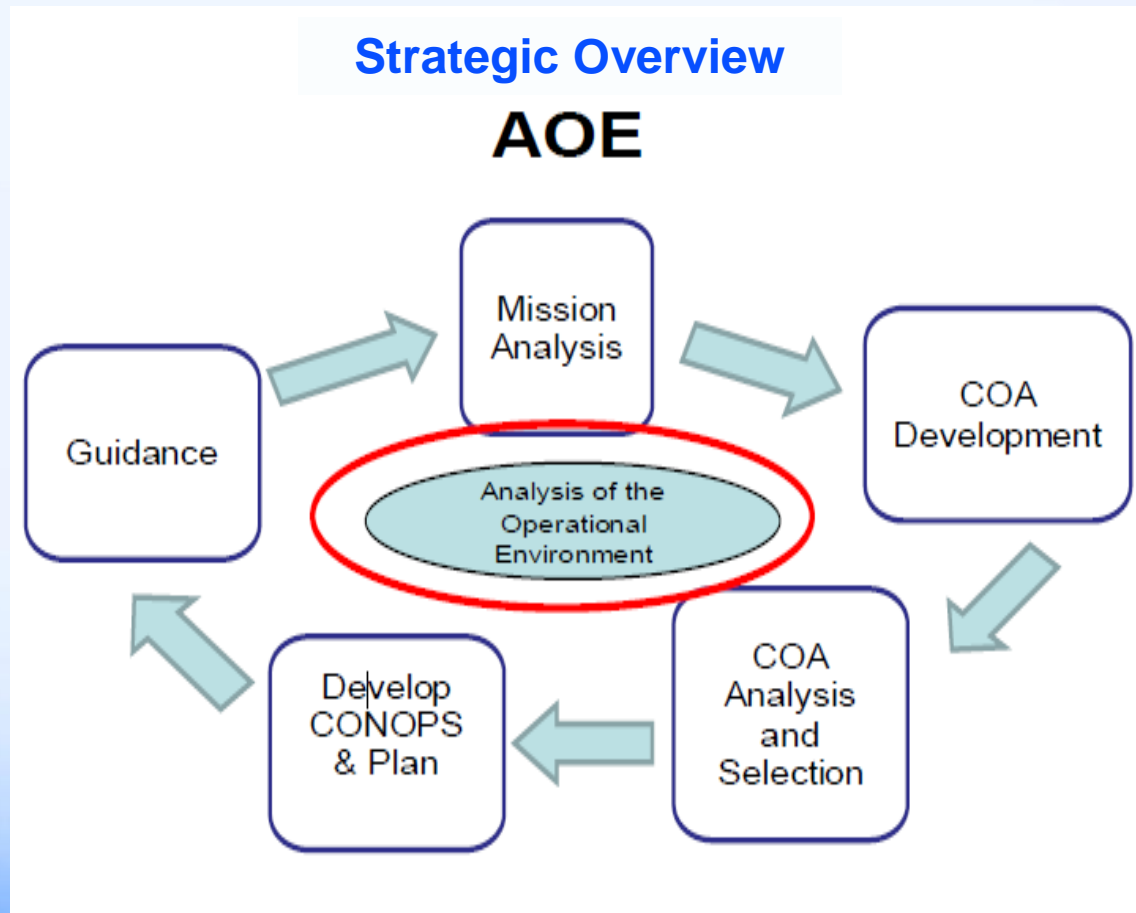 Strategic Overview
AOE
Mission
Analysis
COA
Development
Guidance
Analysis of the
Operational
Environment
COA
Analysis
and
Selection
Develop
CONOPS
& Plan